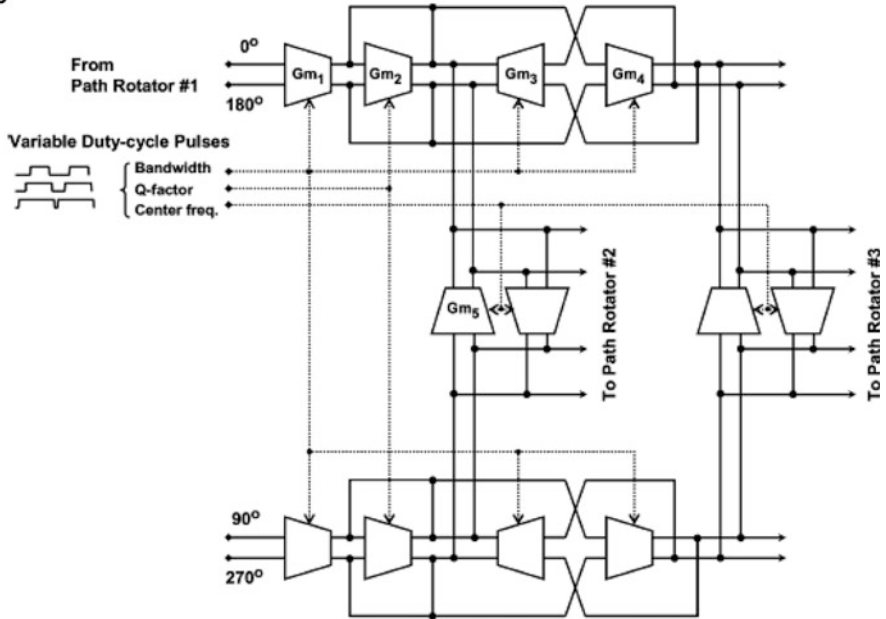 0°
From
Path Rotator #1
180°
Gm1
Gm2
Gm3
Gm4
Variable Duty-cycle Pulses
Bandwidth
Q-factor
Center freq.
Gm5
To Path Rotator #2
To Path Rotator #3
90°
270°